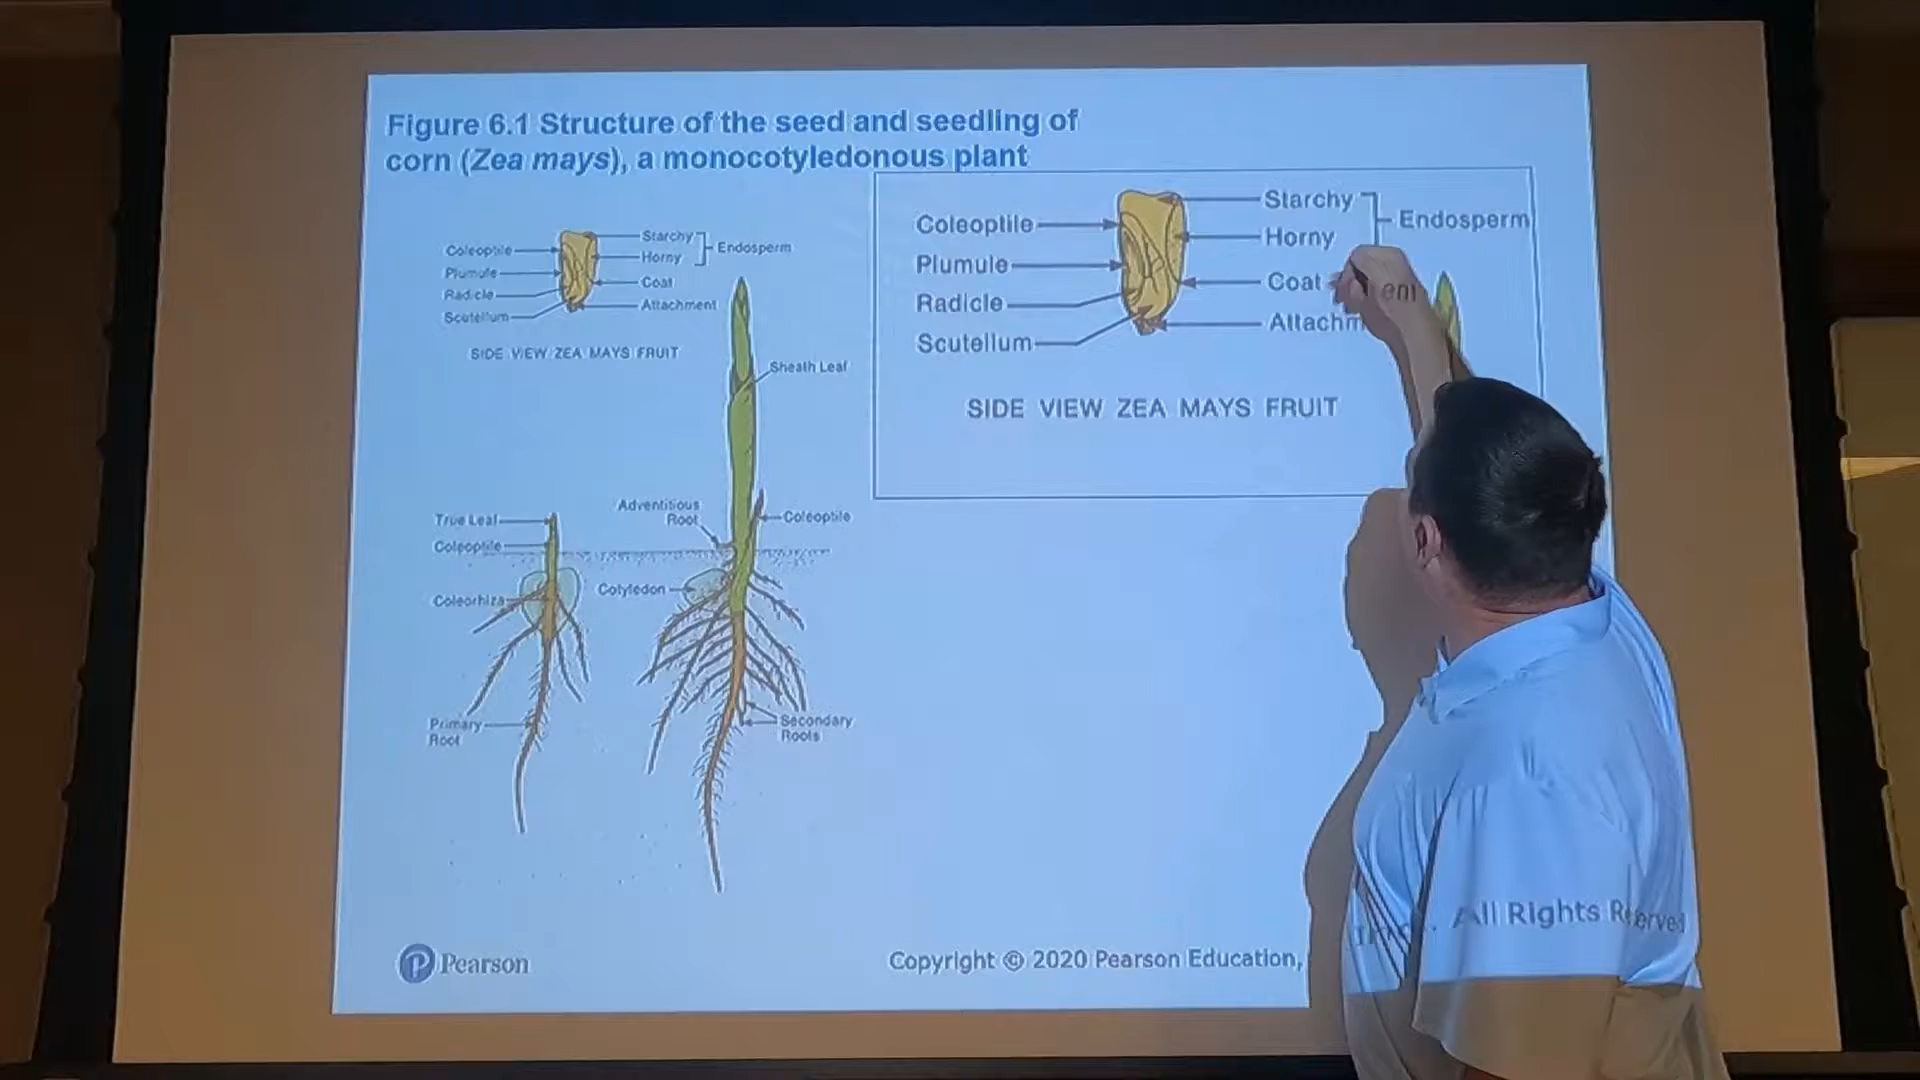 Figure 6.1 Structure of the seed and seedling of
corn (Zea mays), a monocotyledonous plant
Coleoptile
Plumule
Radicle
Scutellum
Starchy
Horny
Endosperm
Coat
Attachment
SIDE VIEW ZEA MAYS FRUIT
Sheath Leaf
True Leaf
Coleoptile
Coleorhiza
Primary
Root
Adventitious
Root
Coleoptile
Cotyledon
Secondary
Roots
Coleoptile
Plumule
Radicle
Scutellum
Starchy
Horny
Endosperm
Coat
Attachm ent
SIDE VIEW ZEA MAYS FRUIT
Pearson
Copyright © 2020 Pearson Education, Inc. All Rights Reserved